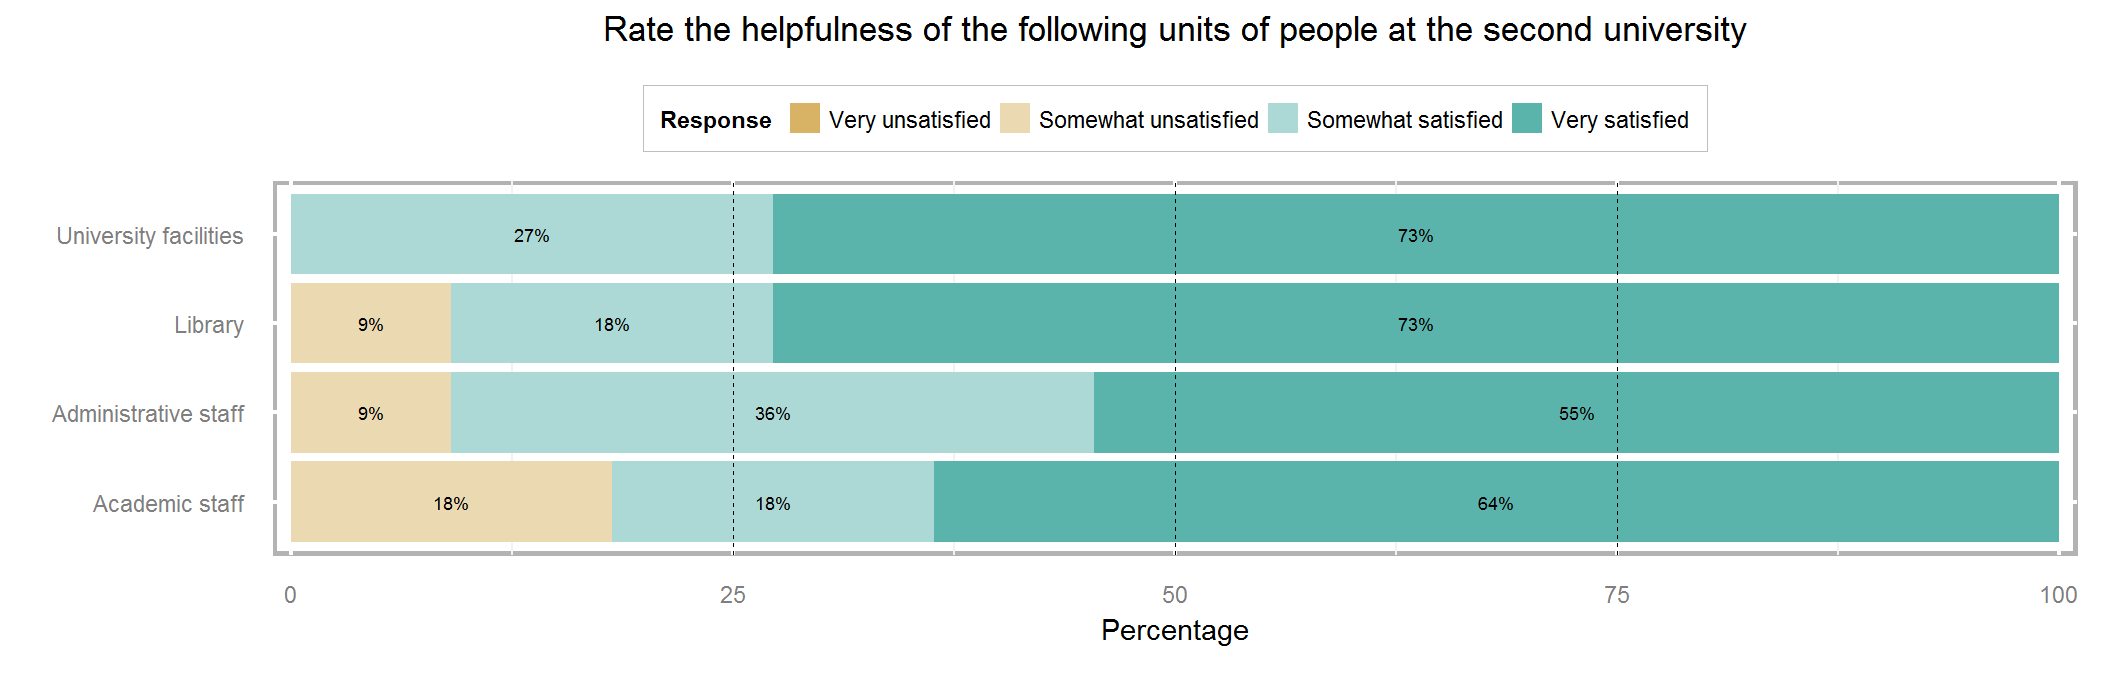 Rate the helpfulness of the following units of people at the second university
Response Very unsatisfied Somewhat unsatisfied Somewhat satisfied Very satisfied
University facilities 27% 73%
Library 9% 18% 73%
Administrative staff 9% 36% 55%
Academic staff 18% 18% 64%
0 25 50 75 100
Percentage